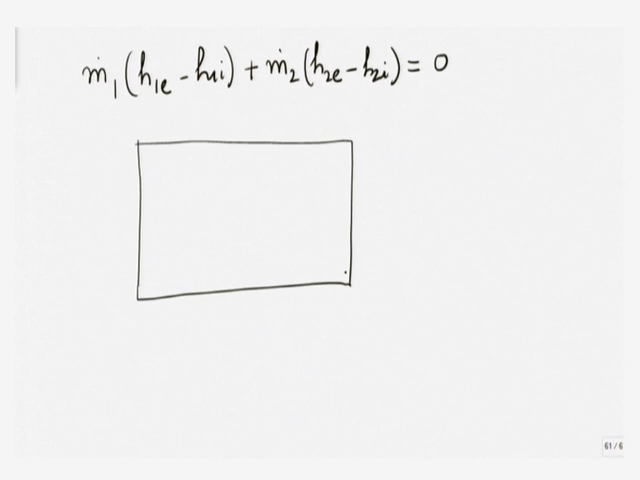 ṁ₁(h₁ₑ - h₁ᵢ) + ṁ₂(h₂ₑ - h₂ᵢ) = 0
61 / 6